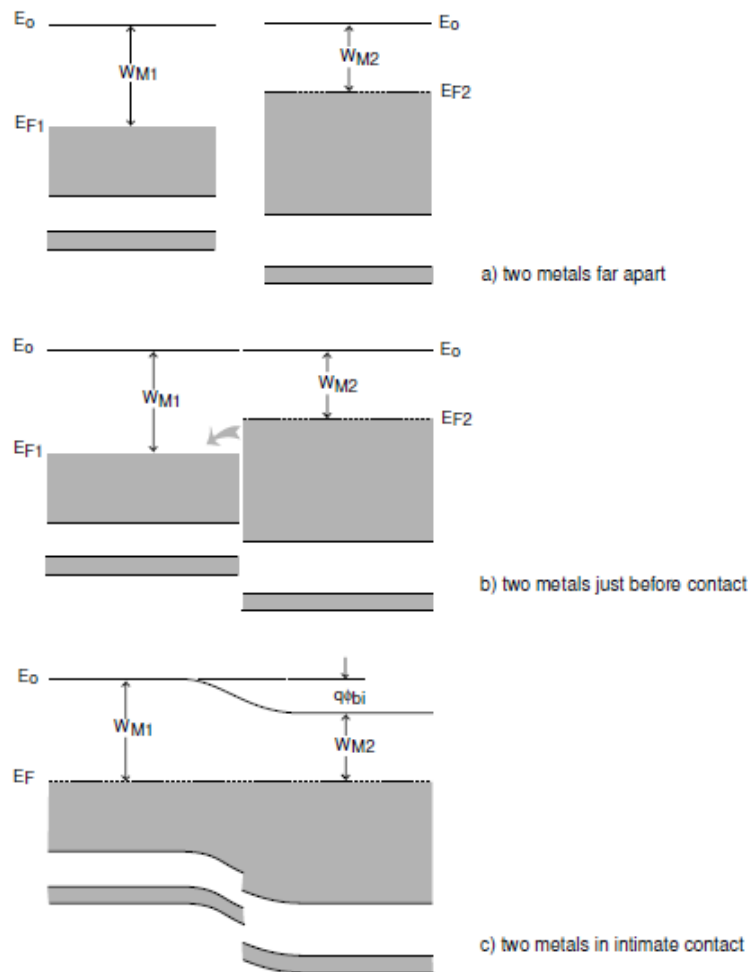 Eo
Eo
WM1
WM2
EF1
EF2
a) two metals far apart
Eo
Eo
WM1
WM2
EF1
EF2
b) two metals just before contact
Eo
qϕbi
WM1
WM2
EF
c) two metals in intimate contact